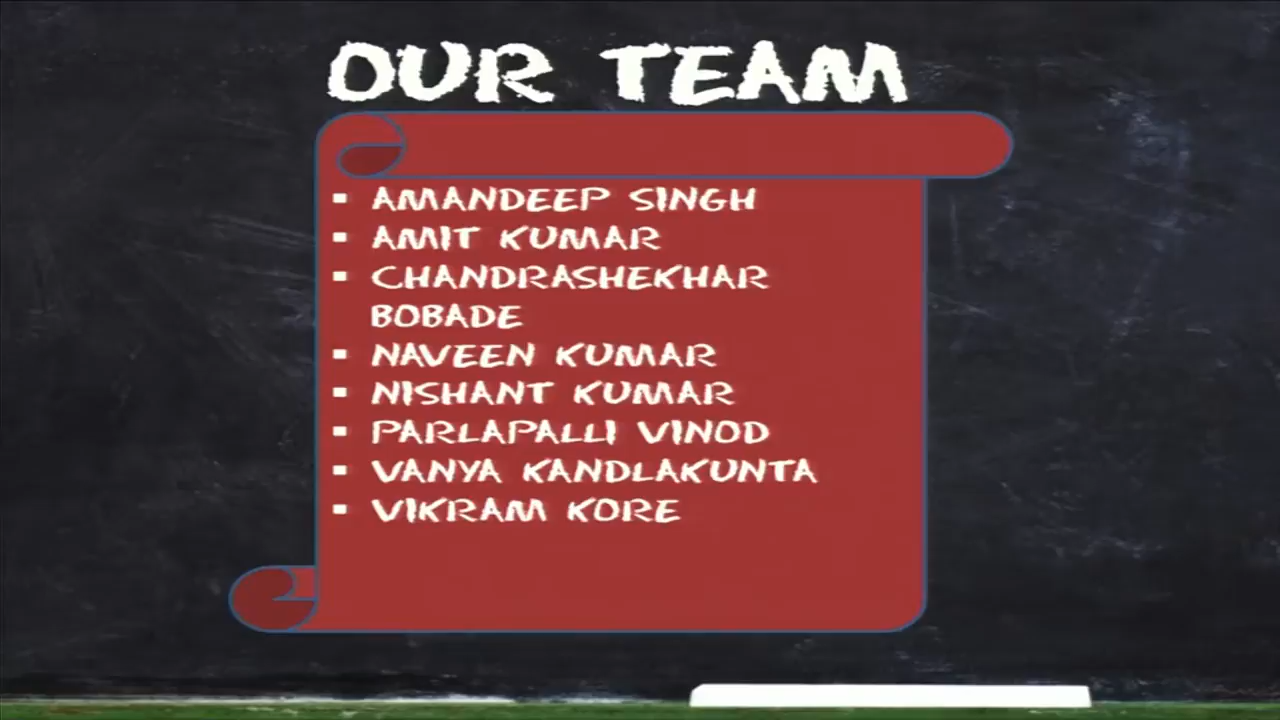 OUR TEAM
▪ AMANDEEP SINGH
▪ AMIT KUMAR
▪ CHANDRASHEKHAR
BOBADE
▪ NAVEEN KUMAR
▪ NISHANT KUMAR
▪ PARLAPALLI VINOD
▪ VANYA KANDLAKUNTA
▪ VIKRAM KORE